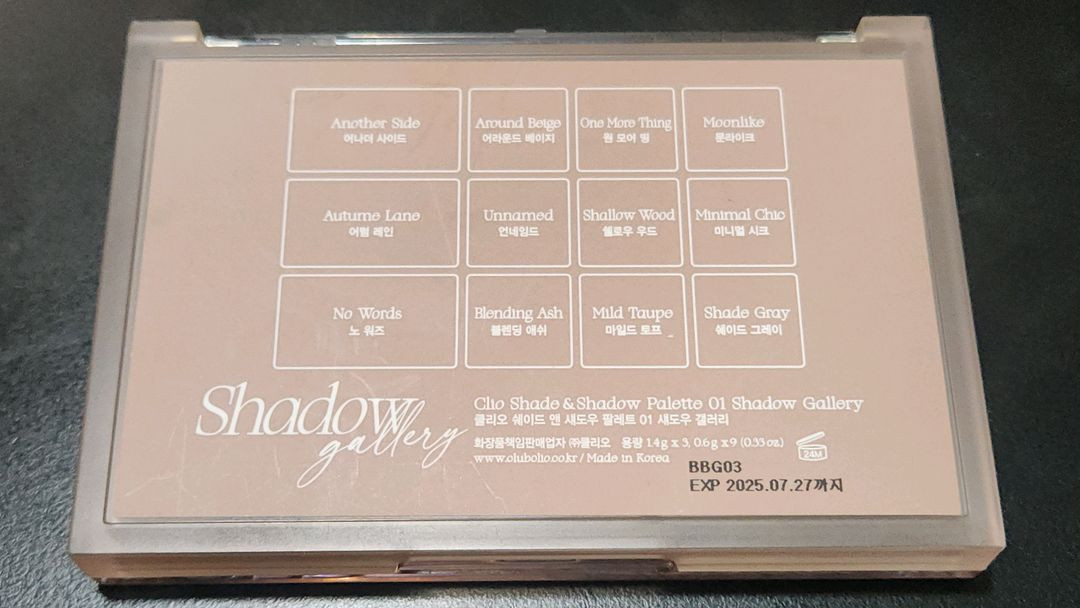 Another Side
어나더 사이드
Around Beige
어라운드 베이지
One More Thing
원 모어 띵
Moonlike
문라이크
Autume Lane
어텀 레인
Unnamed
언네임드
Shallow Wood
쉘로우 우드
Minimal Chic
미니멀 시크
No Words
노 워즈
Blending Ash
블렌딩 애쉬
Mild Taupe
마일드 토프
Shade Gray
쉐이드 그레이
Shadow
gallery
Clio Shade & Shadow Palette 01 Shadow Gallery
클리오 쉐이드 앤 섀도우 팔레트 01 섀도우 갤러리
화장품책임판매업자 ㈜클리오 용량 1.4g x 3, 0.6g x 9 (0.33 oz)
www.clubclio.co.kr / Made in Korea
24M
BBG03
EXP 2025.07.27까지